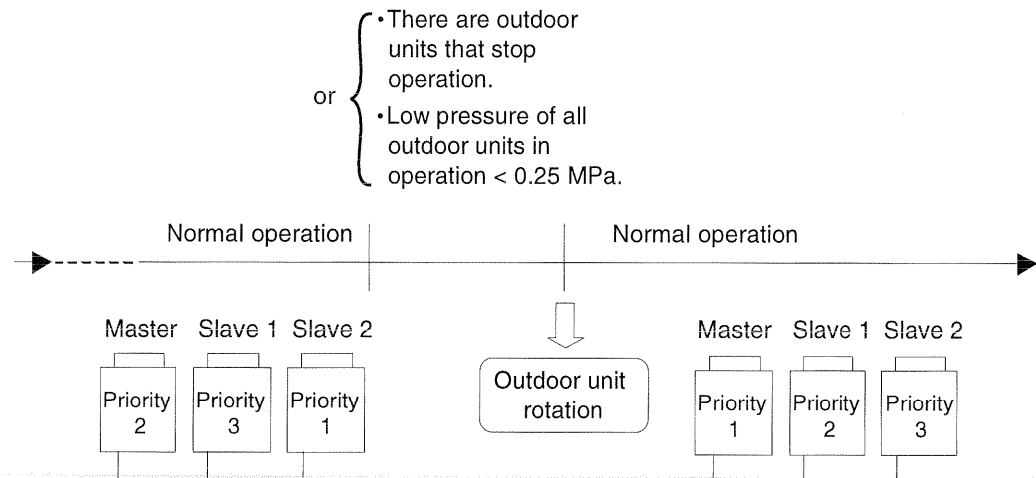 •There are outdoor
units that stop
operation.
or
•Low pressure of all
outdoor units in
operation < 0.25 MPa.
Normal operation
Normal operation
Master Slave 1 Slave 2
Priority
2
Priority
3
Priority
1
Outdoor unit
rotation
Master Slave 1 Slave 2
Priority
1
Priority
2
Priority
3